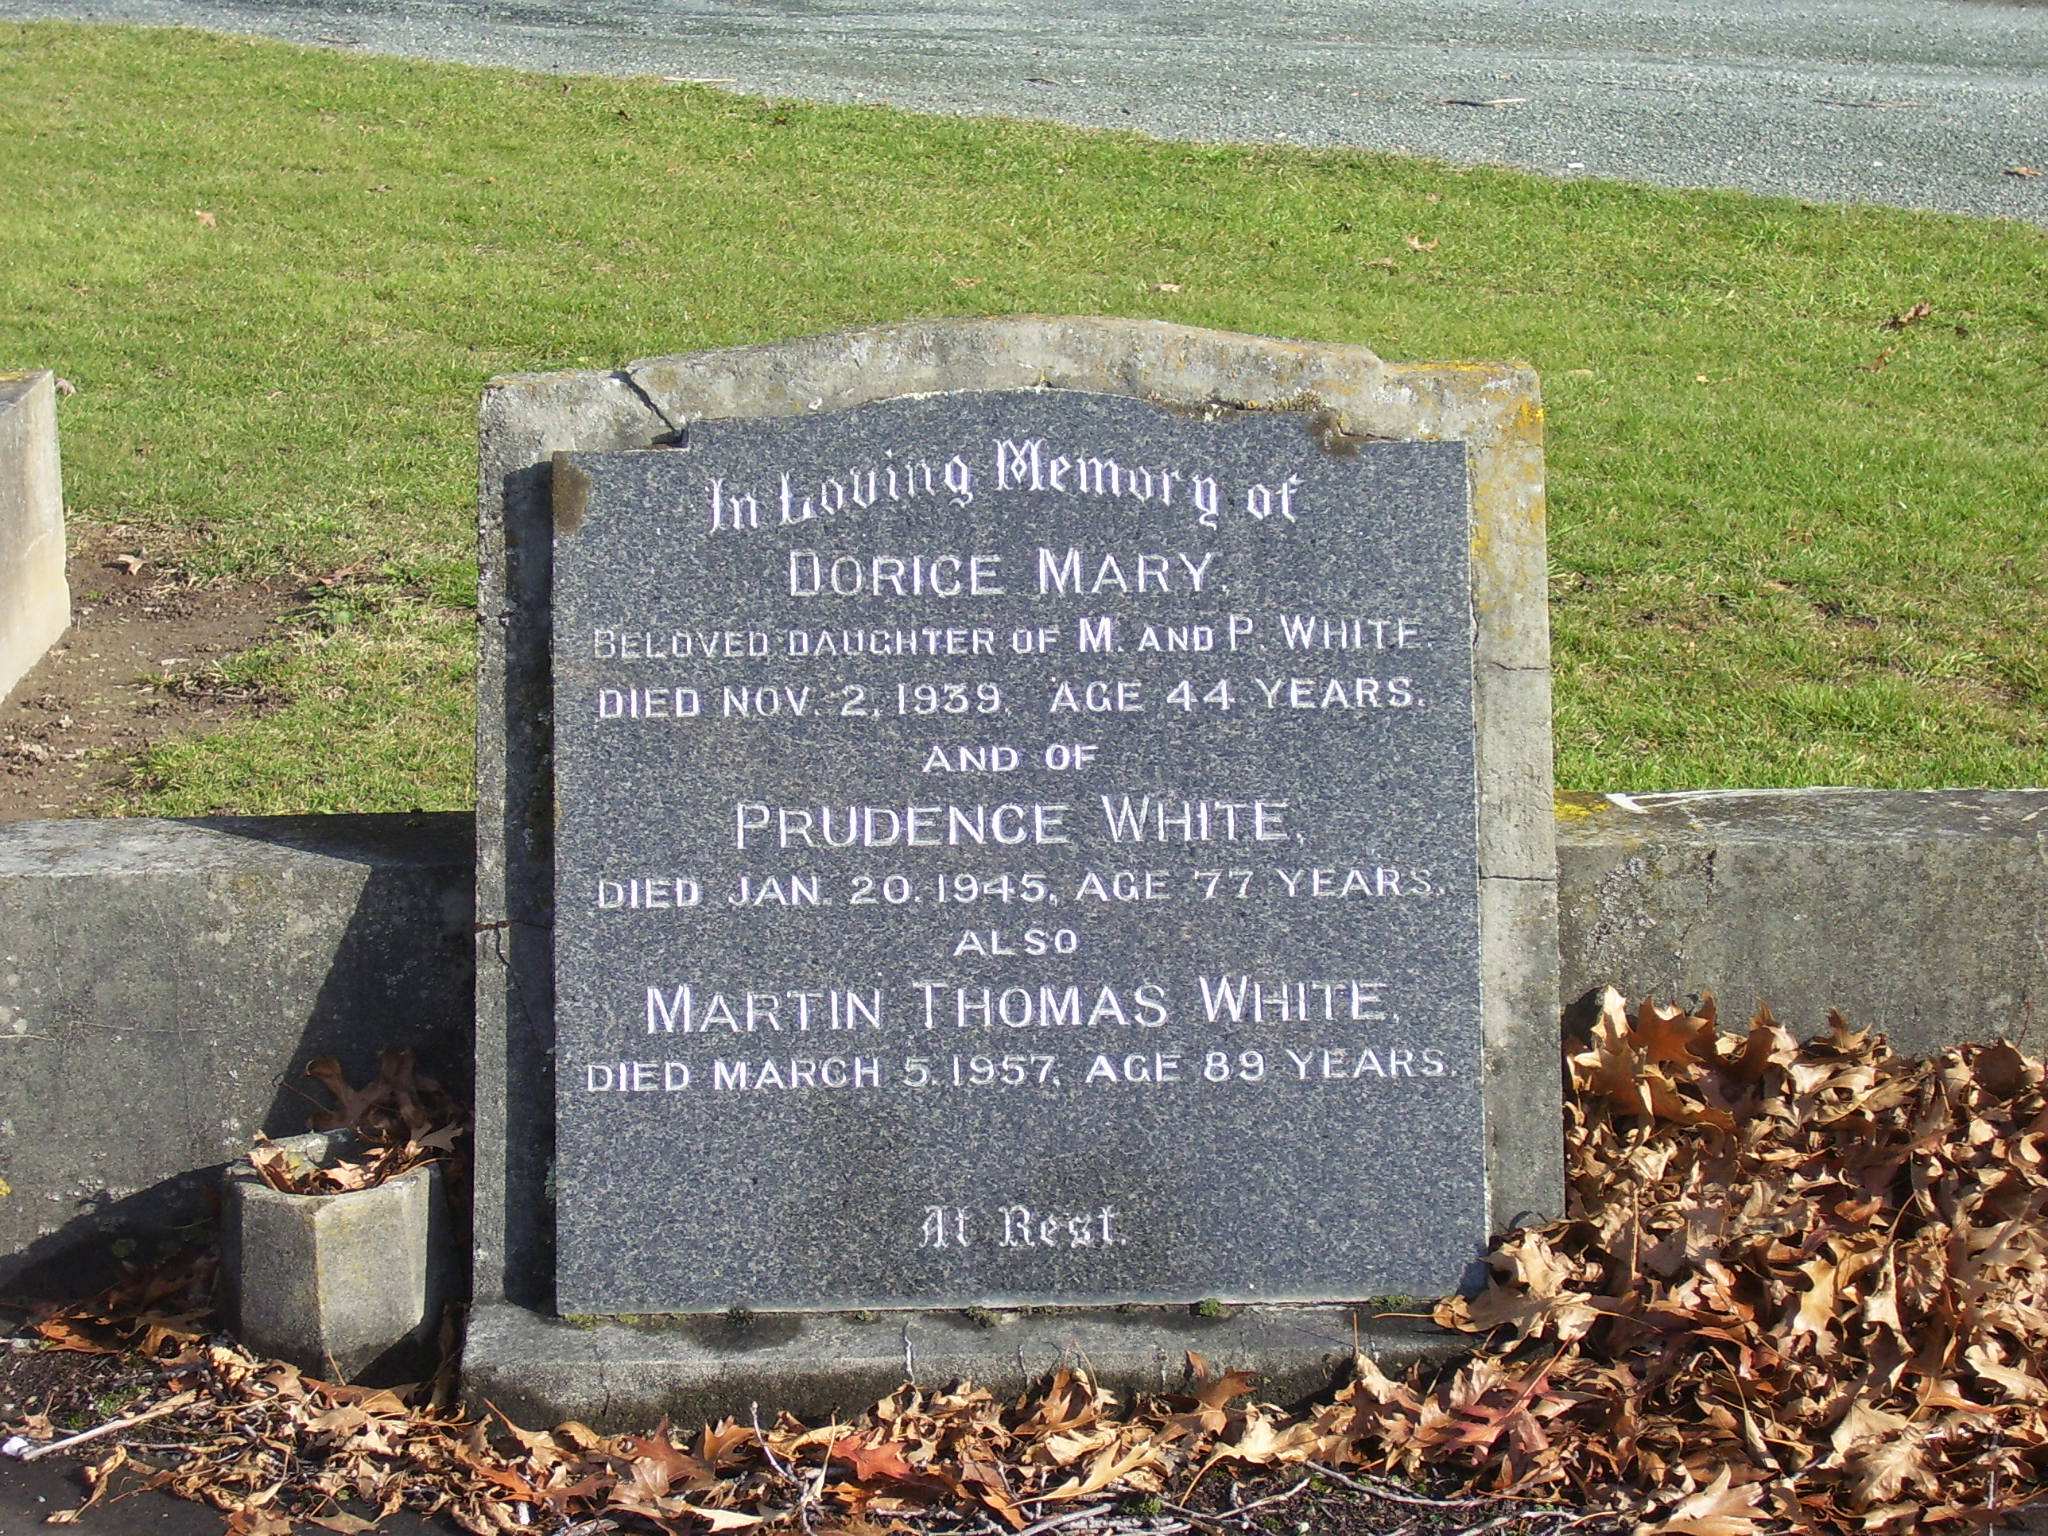 In Loving Memory of
DORICE MARY,
BELOVED DAUGHTER OF M. AND P. WHITE.
DIED NOV. 2, 1939, AGE 44 YEARS.
AND OF
PRUDENCE WHITE,
DIED JAN. 20, 1945, AGE 77 YEARS.
ALSO
MARTIN THOMAS WHITE,
DIED MARCH 5, 1957, AGE 89 YEARS.
At Rest.